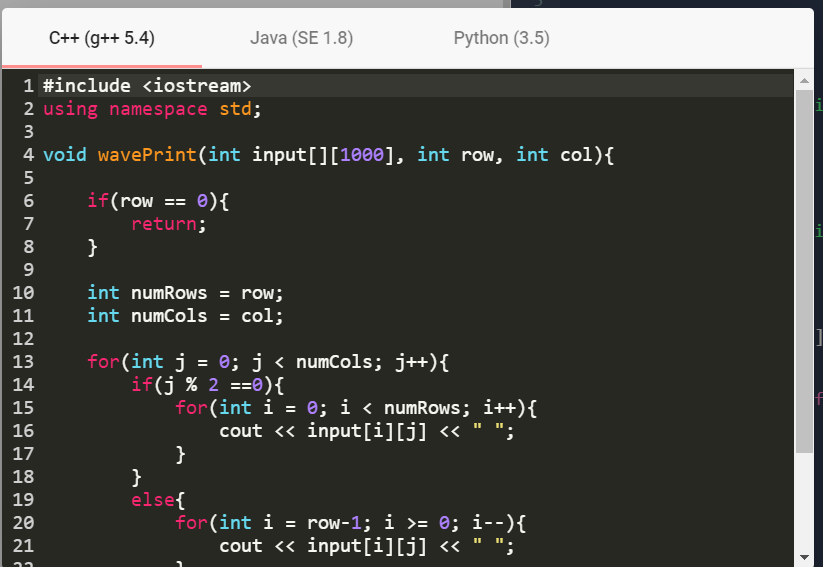 C++ (g++ 5.4) Java (SE 1.8) Python (3.5)
1 #include <iostream>
2 using namespace std;
3
4 void wavePrint(int input[][1000], int row, int col){
5
6     if(row == 0){
7         return;
8     }
9
10     int numRows = row;
11     int numCols = col;
12
13     for(int j = 0; j < numCols; j++){
14         if(j % 2 ==0){
15             for(int i = 0; i < numRows; i++){
16                 cout << input[i][j] << " ";
17             }
18         }
19         else{
20             for(int i = row-1; i >= 0; i--){
21                 cout << input[i][j] << " ";